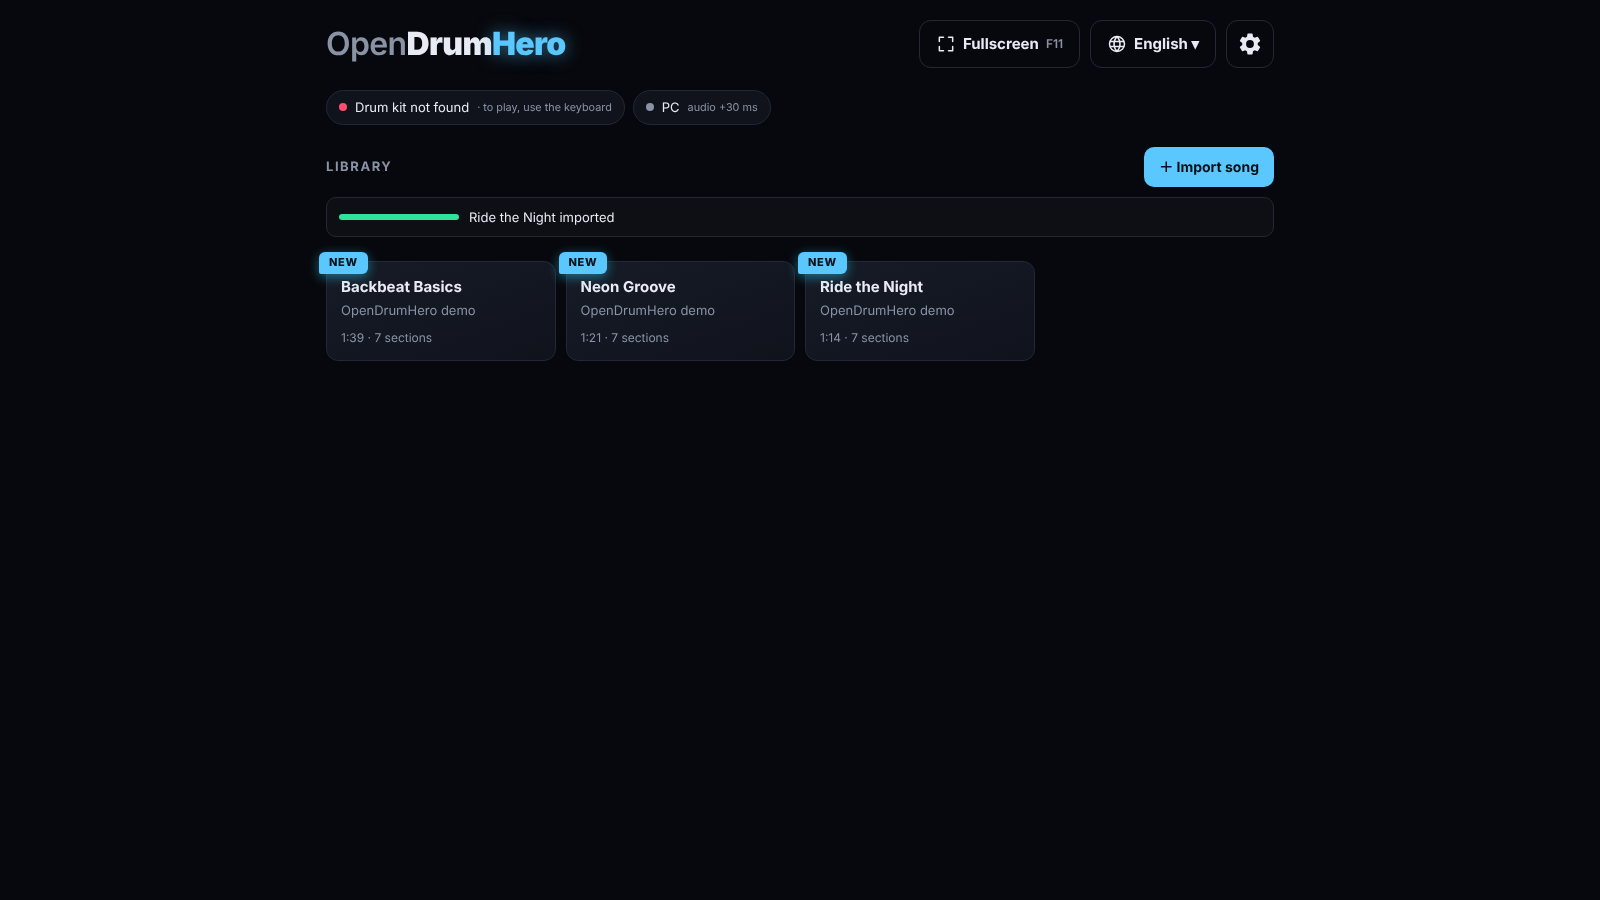 OpenDrumHero
Fullscreen F11
English ▾
Drum kit not found · to play, use the keyboard
PC audio +30 ms
LIBRARY
+ Import song
Ride the Night imported
NEW
Backbeat Basics
OpenDrumHero demo
1:39 · 7 sections
NEW
Neon Groove
OpenDrumHero demo
1:21 · 7 sections
NEW
Ride the Night
OpenDrumHero demo
1:14 · 7 sections